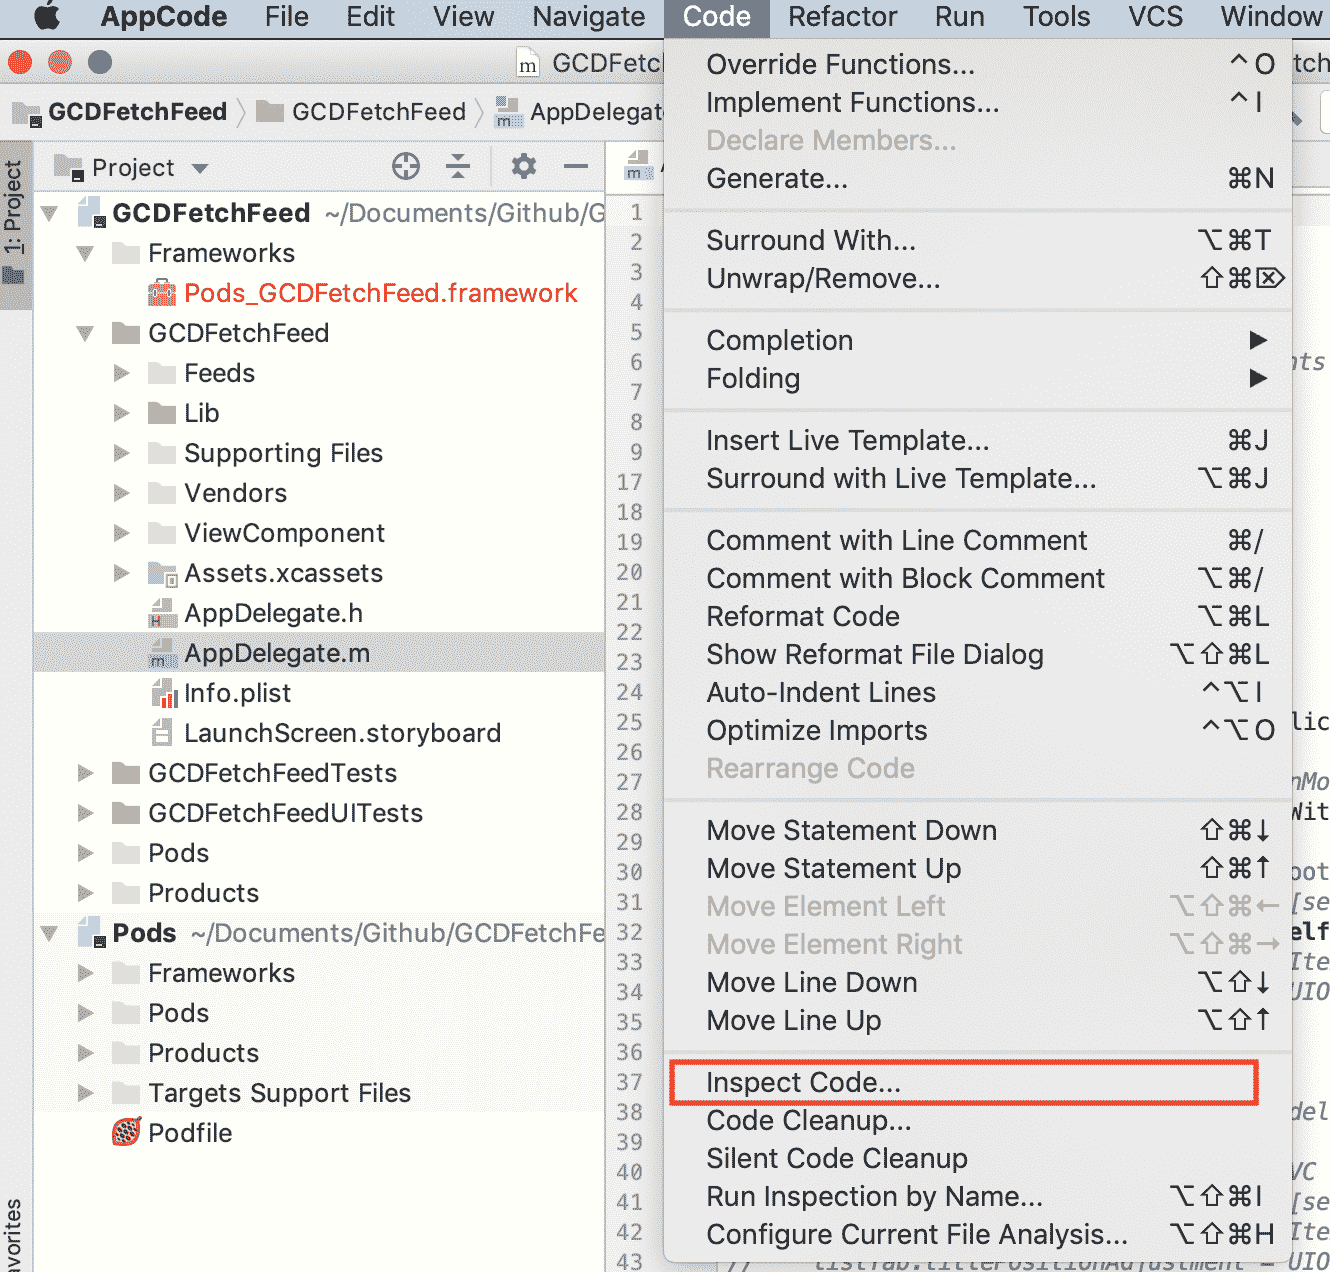 AppCode File Edit View Navigate Code Refactor Run Tools VCS Window
m GCDFetch
GCDFetchFeed GCDFetchFeed AppDelegat
1: Project
Project
GCDFetchFeed ~/Documents/Github/G
Frameworks
Pods_GCDFetchFeed.framework
GCDFetchFeed
Feeds
Lib
Supporting Files
Vendors
ViewComponent
Assets.xcassets
AppDelegate.h
AppDelegate.m
Info.plist
LaunchScreen.storyboard
GCDFetchFeedTests
GCDFetchFeedUITests
Pods
Products
Pods ~/Documents/Github/GCDFetchFe
Frameworks
Pods
Products
Targets Support Files
Podfile
avorites
1
2
3
4
5
6
7
8
9
17
18
19
20
21
22
23
24
25
26
27
28
29
30
31
32
33
34
35
36
37
38
39
40
41
42
43
Override Functions... ^O
Implement Functions... ^I
Declare Members...
Generate... ⌘N
Surround With... ⌥⌘T
Unwrap/Remove... ⇧⌘⌦
Completion ▶
Folding ▶
Insert Live Template... ⌘J
Surround with Live Template... ⌥⌘J
Comment with Line Comment ⌘/
Comment with Block Comment ⌥⌘/
Reformat Code ⌥⌘L
Show Reformat File Dialog ⌥⇧⌘L
Auto-Indent Lines ^⌥I
Optimize Imports ^⌥O
Rearrange Code
Move Statement Down ⇧⌘↓
Move Statement Up ⇧⌘↑
Move Element Left ⌥⇧⌘←
Move Element Right ⌥⇧⌘→
Move Line Down ⌥⇧↓
Move Line Up ⌥⇧↑
Inspect Code...
Code Cleanup...
Silent Code Cleanup
Run Inspection by Name... ⌥⇧⌘I
Configure Current File Analysis... ⌥⇧⌘H
tch
nts
lic
nMo
Wit
oot
[se
elf
Ite
UIO
del
VC
[se
Ite
UIO